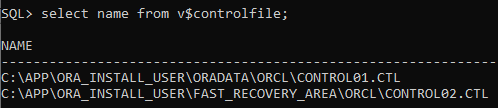 SQL> select name from v$controlfile;
NAME
--------------------------------------------------------------------------------
C:\APP\ORA_INSTALL_USER\ORADATA\ORCL\CONTROL01.CTL
C:\APP\ORA_INSTALL_USER\FAST_RECOVERY_AREA\ORCL\CONTROL02.CTL